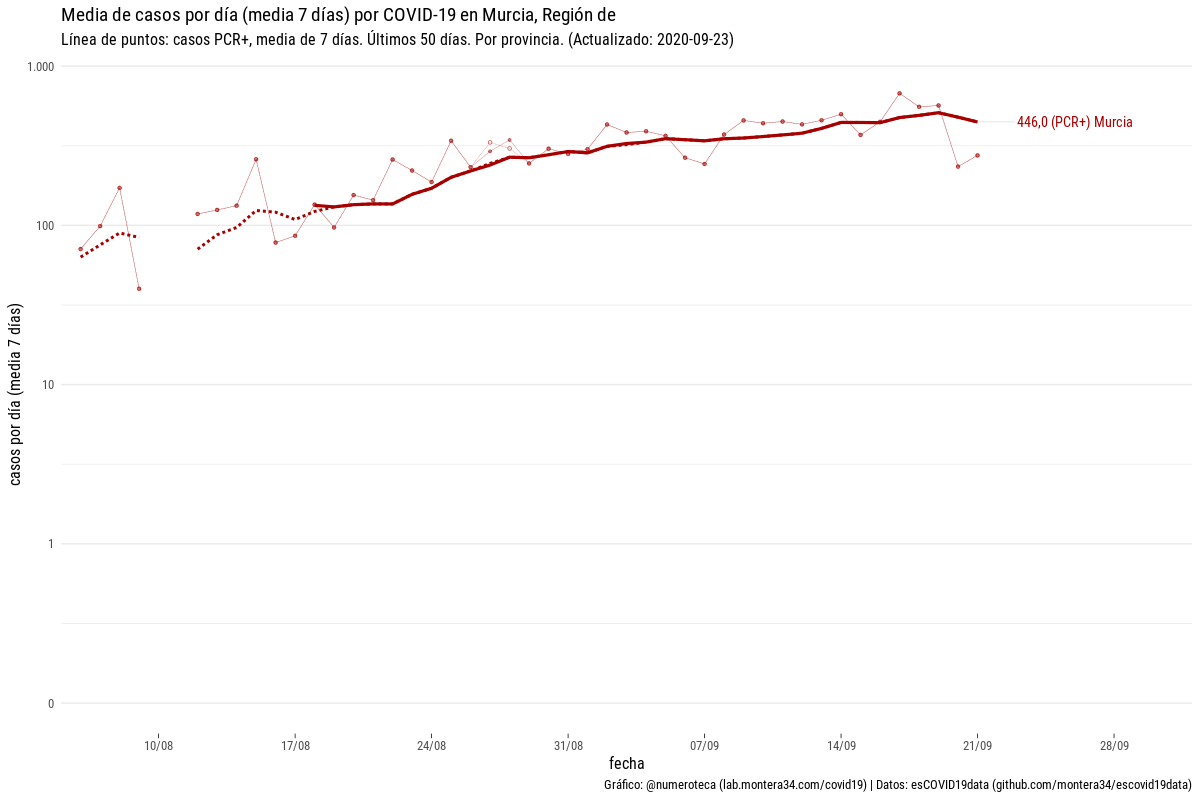 Media de casos por día (media 7 días) por COVID-19 en Murcia, Región de
Línea de puntos: casos PCR+, media de 7 días. Últimos 50 días. Por provincia. (Actualizado: 2020-09-23)
casos por día (media 7 días)
1.000
100
10
1
0
446,0 (PCR+) Murcia
10/08
17/08
24/08
31/08
07/09
14/09
21/09
28/09
fecha
Gráfico: @numeroteca (lab.montera34.com/covid19) | Datos: esCOVID19data (github.com/montera34/escovid19data)